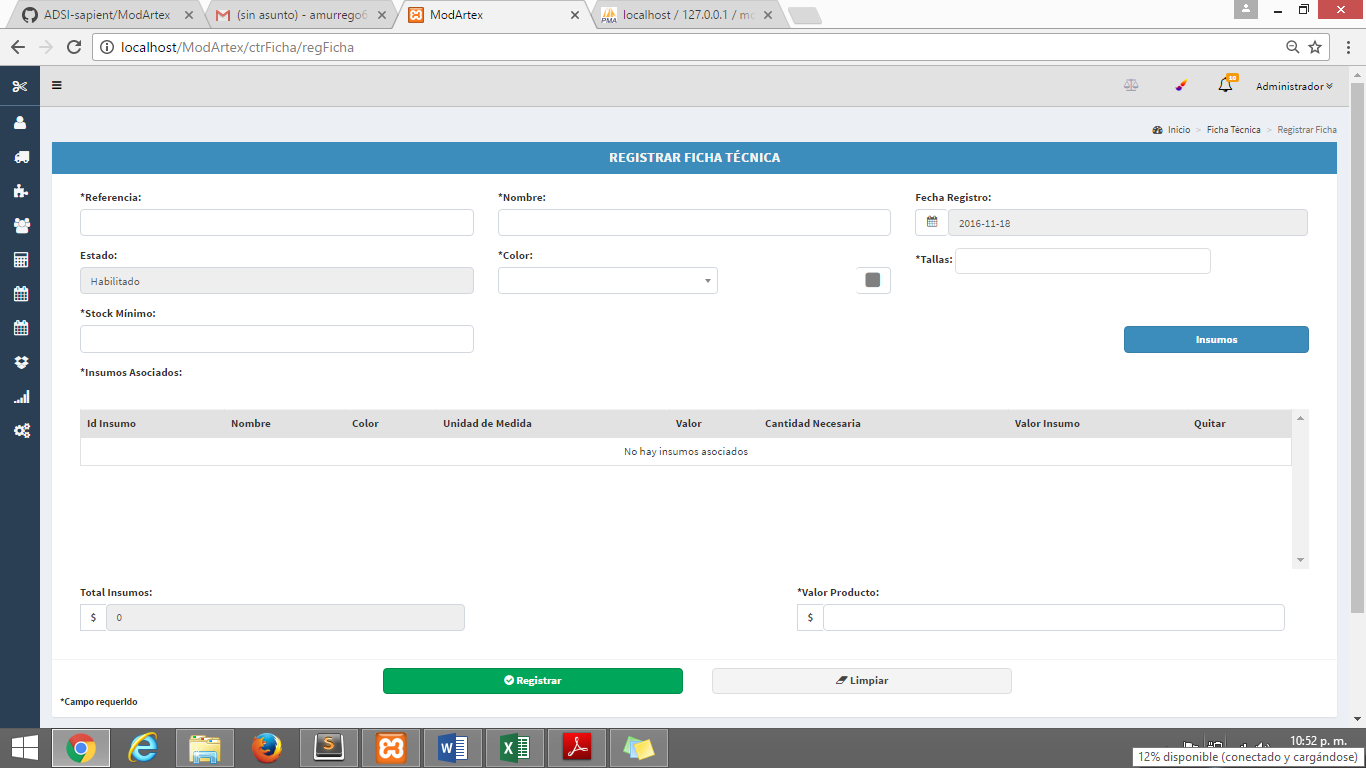 ADSI-sapient/ModArtex
(sin asunto) - amurrego6
ModArtex
localhost / 127.0.0.1 / mo
localhost/ModArtex/ctrFicha/regFicha
Administrador
Inicio > Ficha Técnica > Registrar Ficha
REGISTRAR FICHA TÉCNICA
*Referencia: *Nombre: Fecha Registro:
2016-11-18
Estado: *Color: *Tallas:
Habilitado
*Stock Mínimo:
Insumos
*Insumos Asociados:
Id Insumo Nombre Color Unidad de Medida Valor Cantidad Necesaria Valor Insumo Quitar
No hay insumos asociados
Total Insumos: *Valor Producto:
$ 0 $
Registrar Limpiar
*Campo requerido
10:52 p. m.
12% disponible (conectado y cargándose)